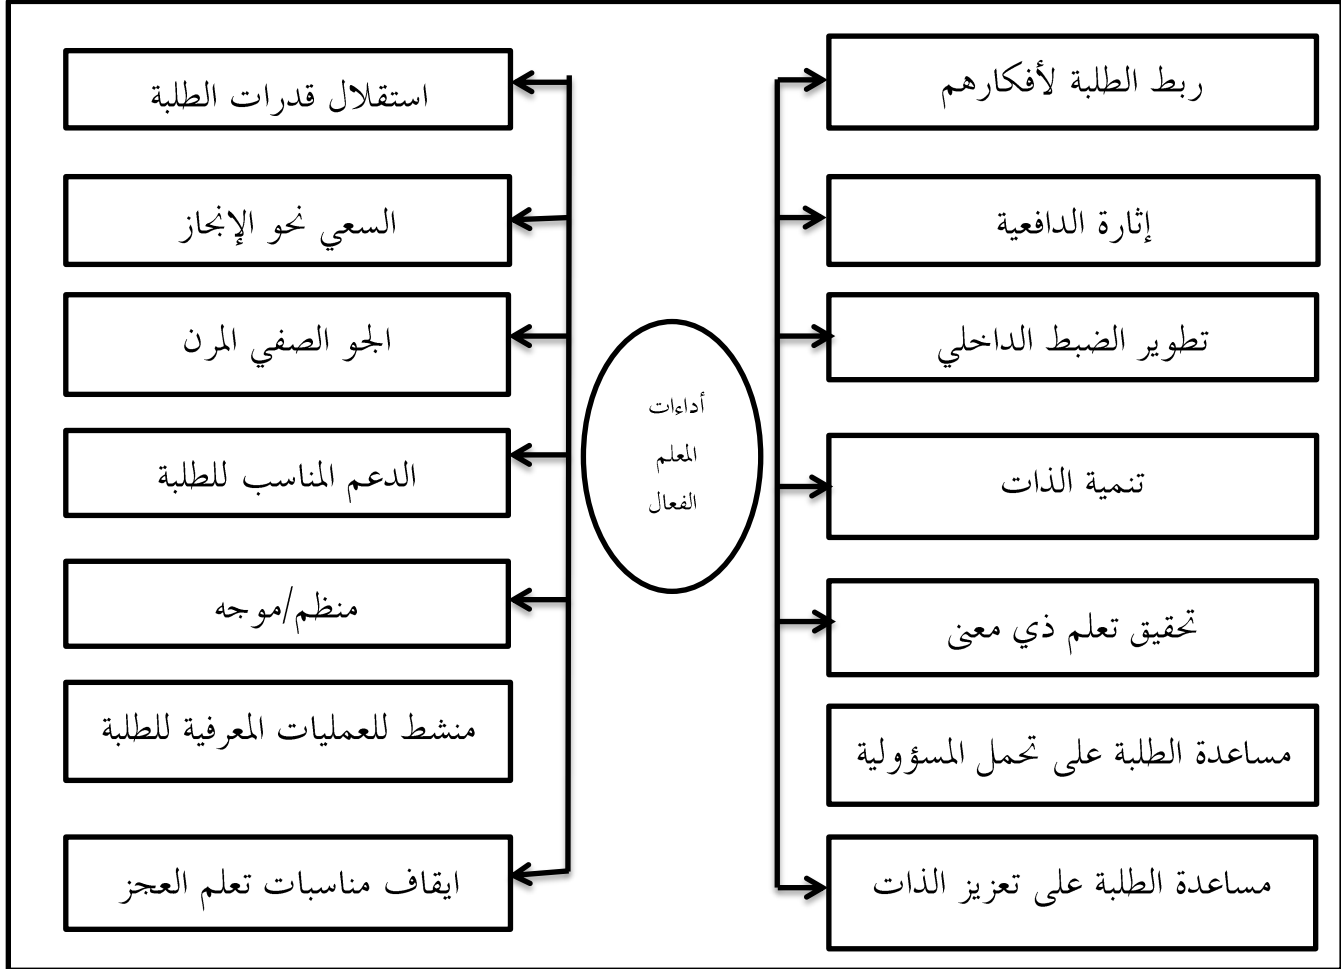 ربط الطلبة لأفكارهم
إثارة الدافعية
تطوير الضبط الداخلي
تنمية الذات
تحقيق تعلم ذي معنى
مساعدة الطلبة على تحمل المسؤولية
مساعدة الطلبة على تعزيز الذات
أداءات
المعلم
الفعال
استقلال قدرات الطلبة
السعي نحو الإنجاز
الجو الصفي المرن
الدعم المناسب للطلبة
منظم/موجه
منشط للعمليات المعرفية للطلبة
ايقاف مناسبات تعلم العجز